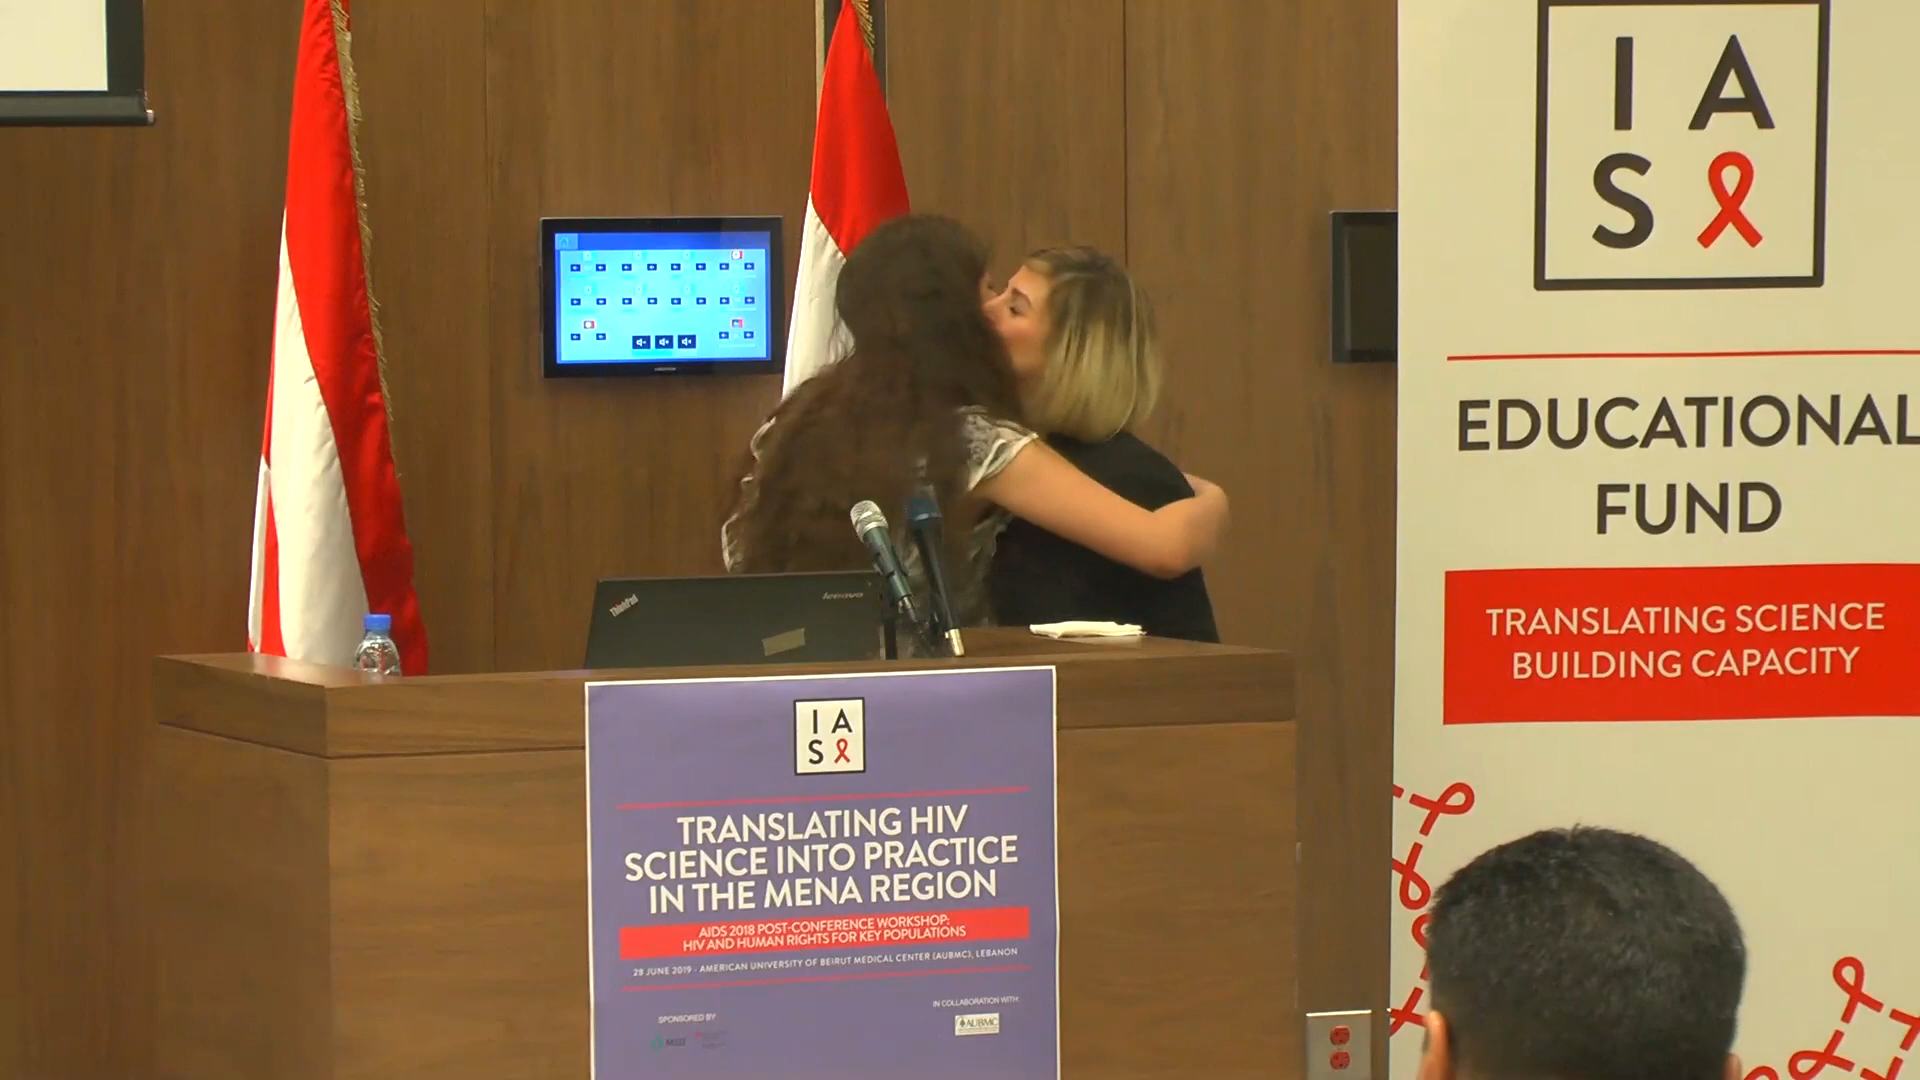 I A
S
EDUCATIONAL
FUND
TRANSLATING SCIENCE
BUILDING CAPACITY
ThinkPad
lenovo
I A
S
TRANSLATING HIV
SCIENCE INTO PRACTICE
IN THE MENA REGION
AIDS 2018 POST-CONFERENCE WORKSHOP:
HIV AND HUMAN RIGHTS FOR KEY POPULATIONS
28 JUNE 2019 - AMERICAN UNIVERSITY OF BEIRUT MEDICAL CENTER (AUBMC), LEBANON
SPONSORED BY
IN COLLABORATION WITH:
MSD
AUBMC